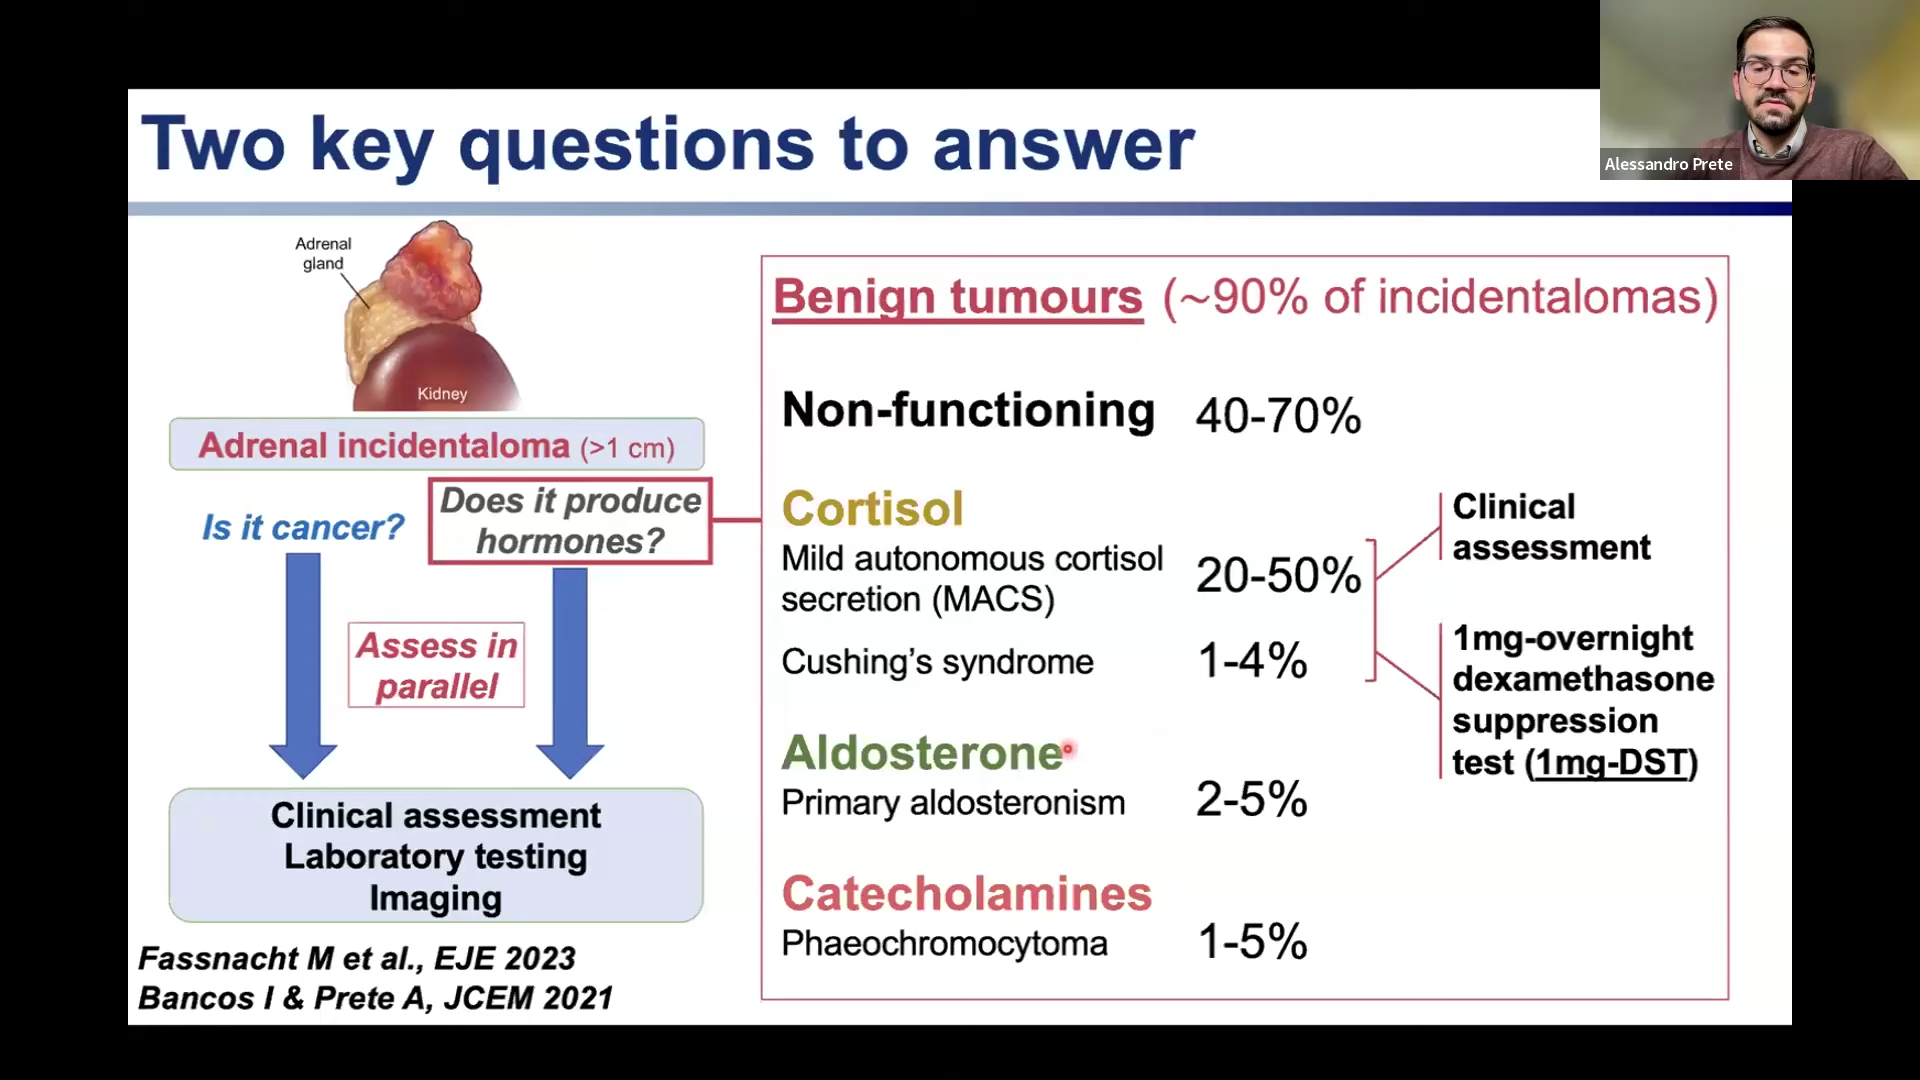 Alessandro Prete
Two key questions to answer
Adrenal
gland
Kidney
Adrenal incidentaloma (>1 cm)
Is it cancer?
Does it produce
hormones?
Assess in
parallel
Clinical assessment
Laboratory testing
Imaging
Fassnacht M et al., EJE 2023
Bancos I & Prete A, JCEM 2021
Benign tumours (~90% of incidentalomas)
Non-functioning 40-70%
Cortisol
Mild autonomous cortisol
secretion (MACS)
20-50%
Cushing’s syndrome 1-4%
Clinical
assessment
1mg-overnight
dexamethasone
suppression
test (1mg-DST)
Aldosterone
Primary aldosteronism 2-5%
Catecholamines
Phaeochromocytoma 1-5%